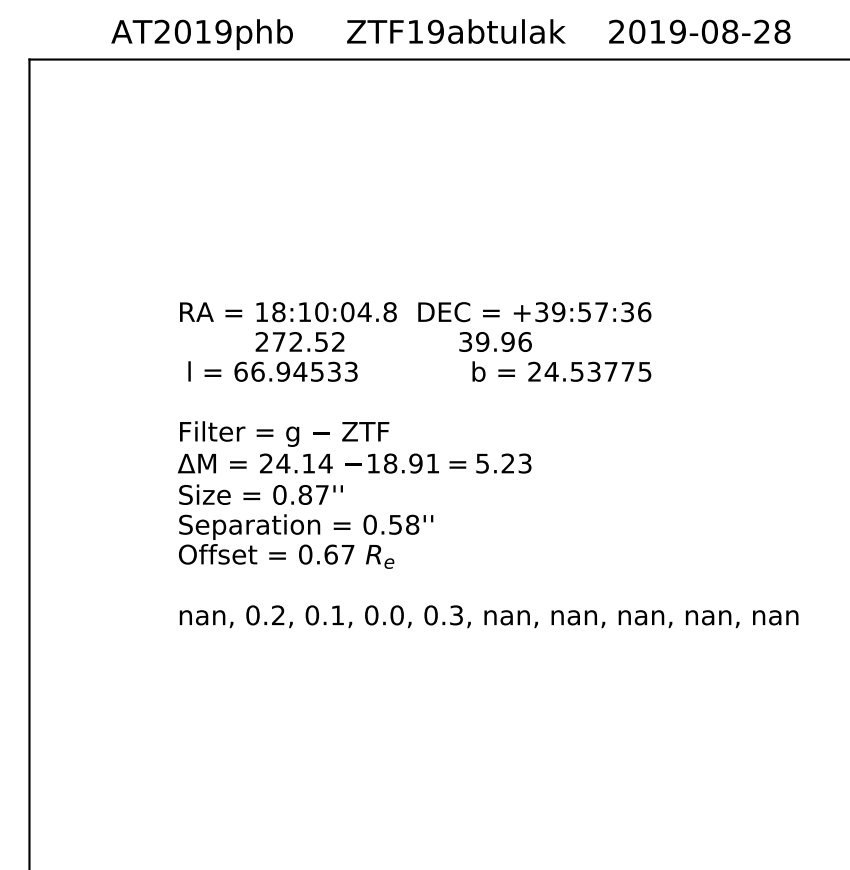 AT2019phb ZTF19abtulak 2019-08-28
RA = 18:10:04.8 DEC = +39:57:36
272.52 39.96
l = 66.94533 b = 24.53775
Filter = g − ZTF
ΔM = 24.14 −18.91 = 5.23
Size = 0.87''
Separation = 0.58''
Offset = 0.67 Rₑ
nan, 0.2, 0.1, 0.0, 0.3, nan, nan, nan, nan, nan